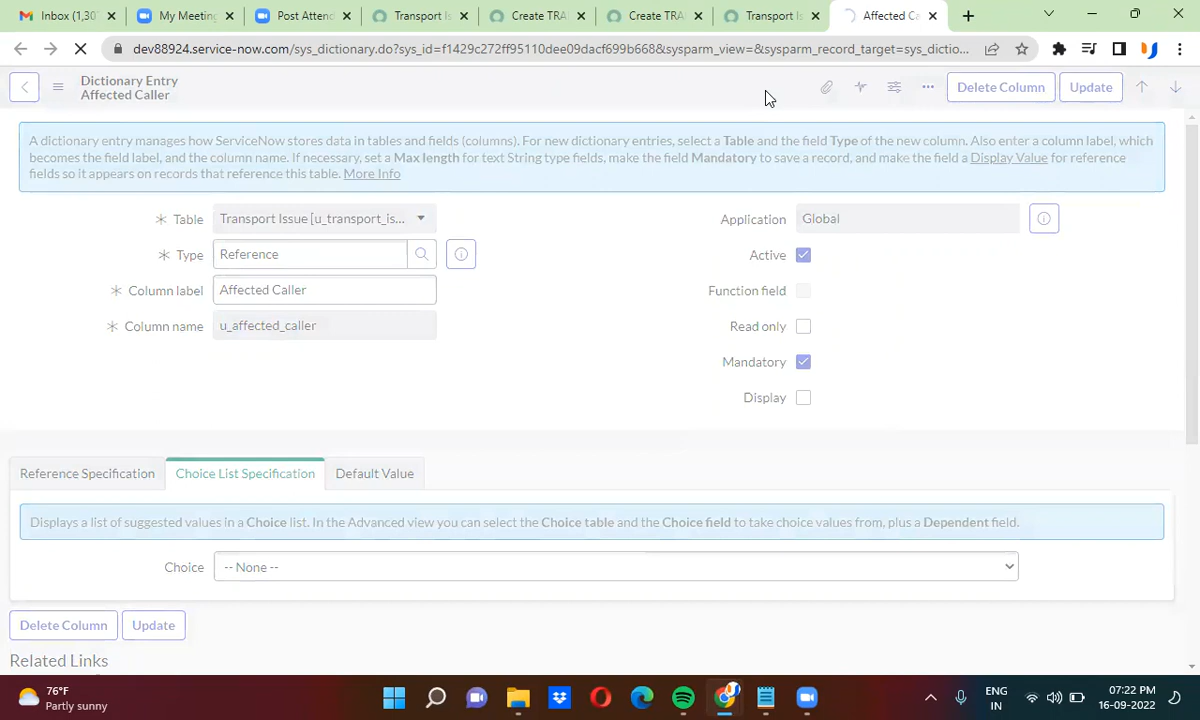 Inbox (1,30
My Meetin
Post Attend
Transport Is
Create TRA
Create TRA
Transport Is
Affected Ca
dev88924.service-now.com/sys_dictionary.do?sys_id=f1429c272ff95110dee09dacf699b668&sysparm_view=&sysparm_record_target=sys_dictio...
Dictionary Entry
Affected Caller
Delete Column
Update
A dictionary entry manages how ServiceNow stores data in tables and fields (columns). For new dictionary entries, select a Table and the field Type of the new column. Also enter a column label, which
becomes the field label, and the column name. If necessary, set a Max length for text String type fields, make the field Mandatory to save a record, and make the field a Display Value for reference
fields so it appears on records that reference this table. More Info
Table
Transport Issue [u_transport_is...
Application
Global
Type
Reference
Active
Column label
Affected Caller
Function field
Column name
u_affected_caller
Read only
Mandatory
Display
Reference Specification
Choice List Specification
Default Value
Displays a list of suggested values in a Choice list. In the Advanced view you can select the Choice table and the Choice field to take choice values from, plus a Dependent field.
Choice
-- None --
Delete Column
Update
Related Links
76°F
Partly sunny
ENG
IN
07:22 PM
16-09-2022